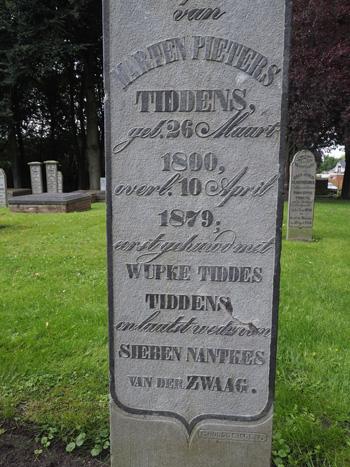 van
MARTEN PIETERS
TIDDENS,
geb. 26 Maart
1800,
overl. 10 April
1879,
eerst gehuwd met
WUPKE TIDDES
TIDDENS
en laatst weduw van
SIEBEN NANTKES
VAN DER ZWAAG.